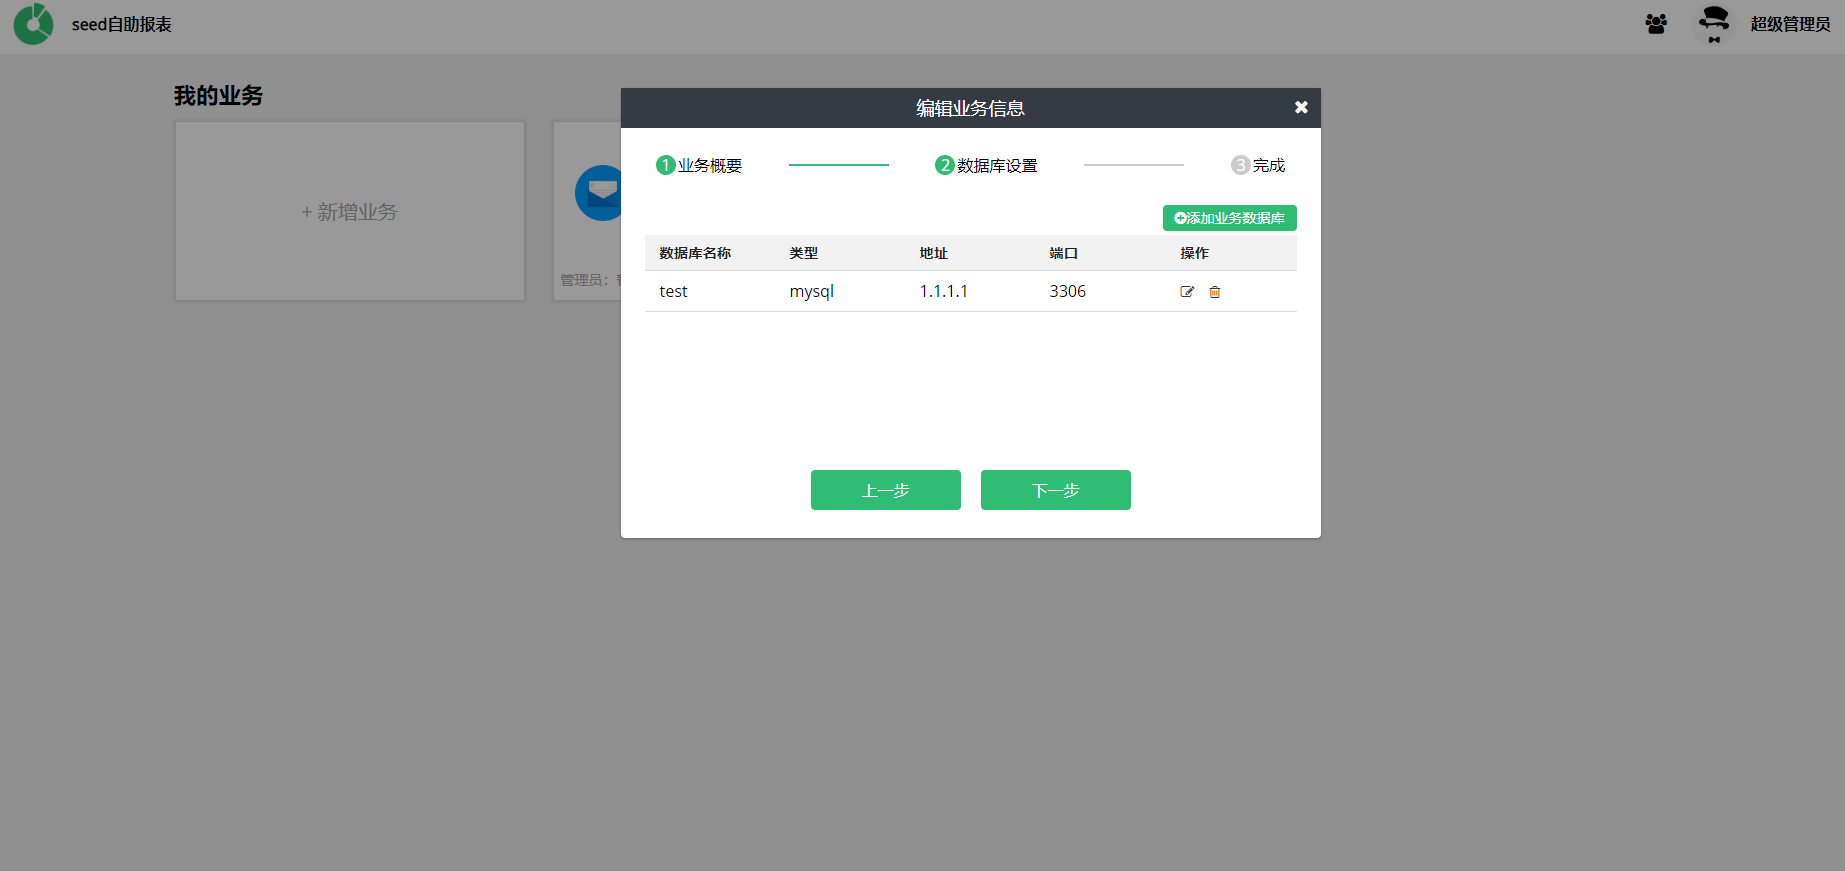 seed自助报表
超级管理员
我的业务
+ 新增业务
管理员：
编辑业务信息
1 业务概要
2 数据库设置
3 完成
添加业务数据库
数据库名称 类型 地址 端口 操作
test mysql 1.1.1.1 3306
上一步 下一步